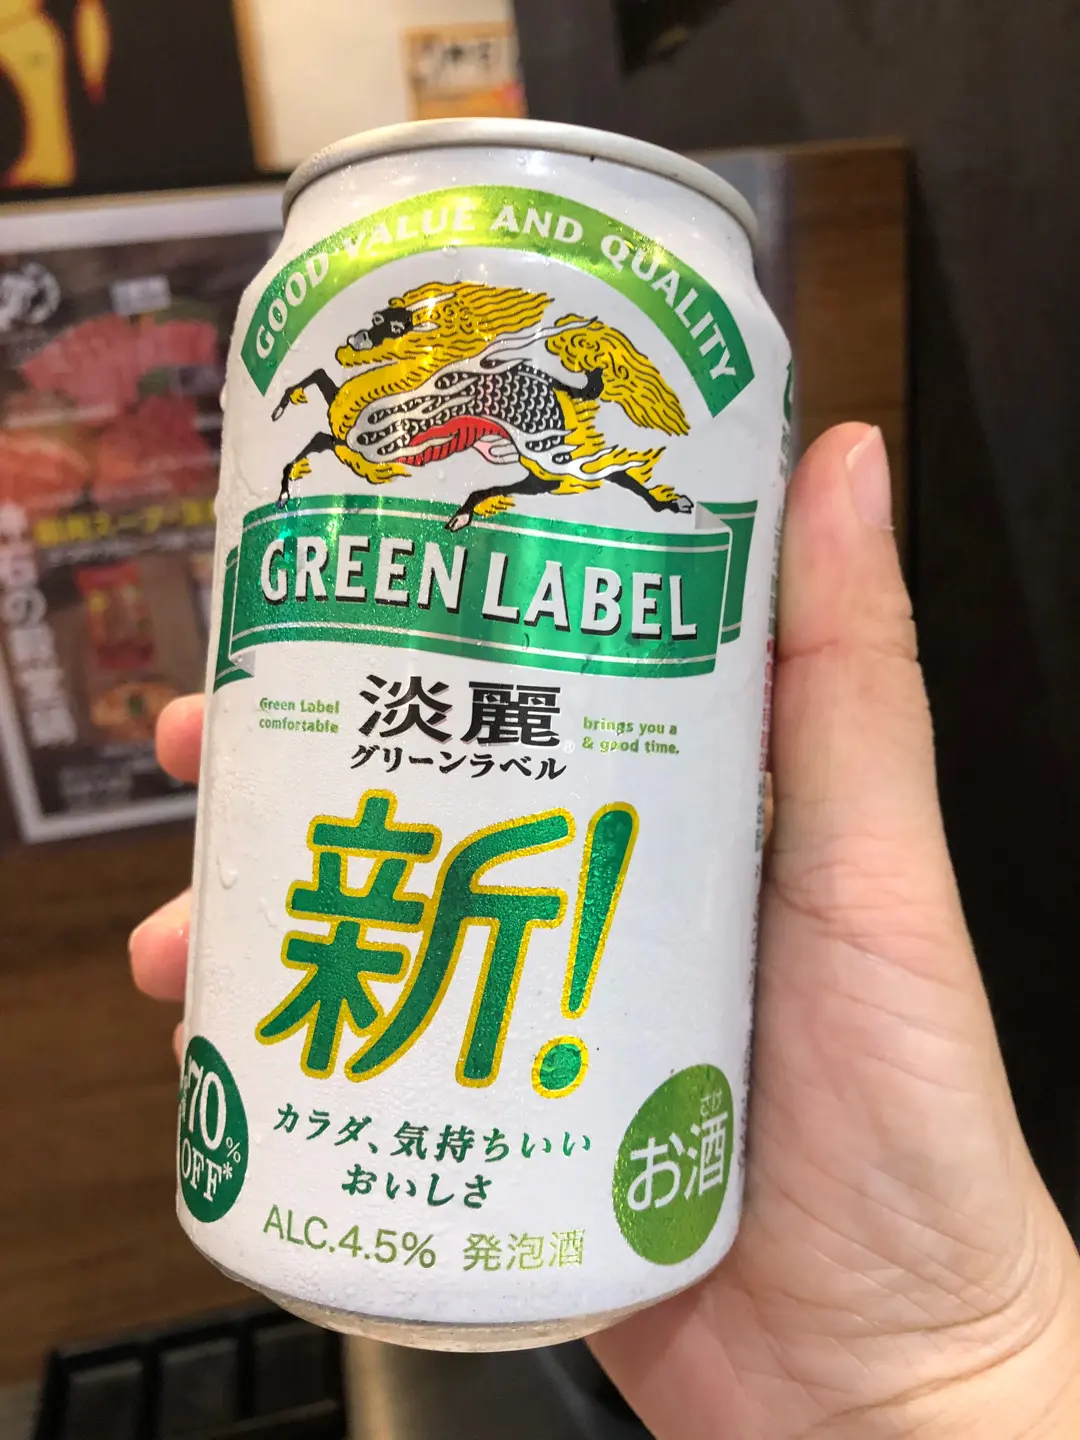 GOOD VALUE AND QUALITY
GREEN LABEL
Green Label
comfortable
淡麗®
brings you a
& good time.
グリーンラベル
新!
70%
OFF*
カラダ、気持ちいい
おいしさ
さけ
お酒
ALC.4.5% 発泡酒